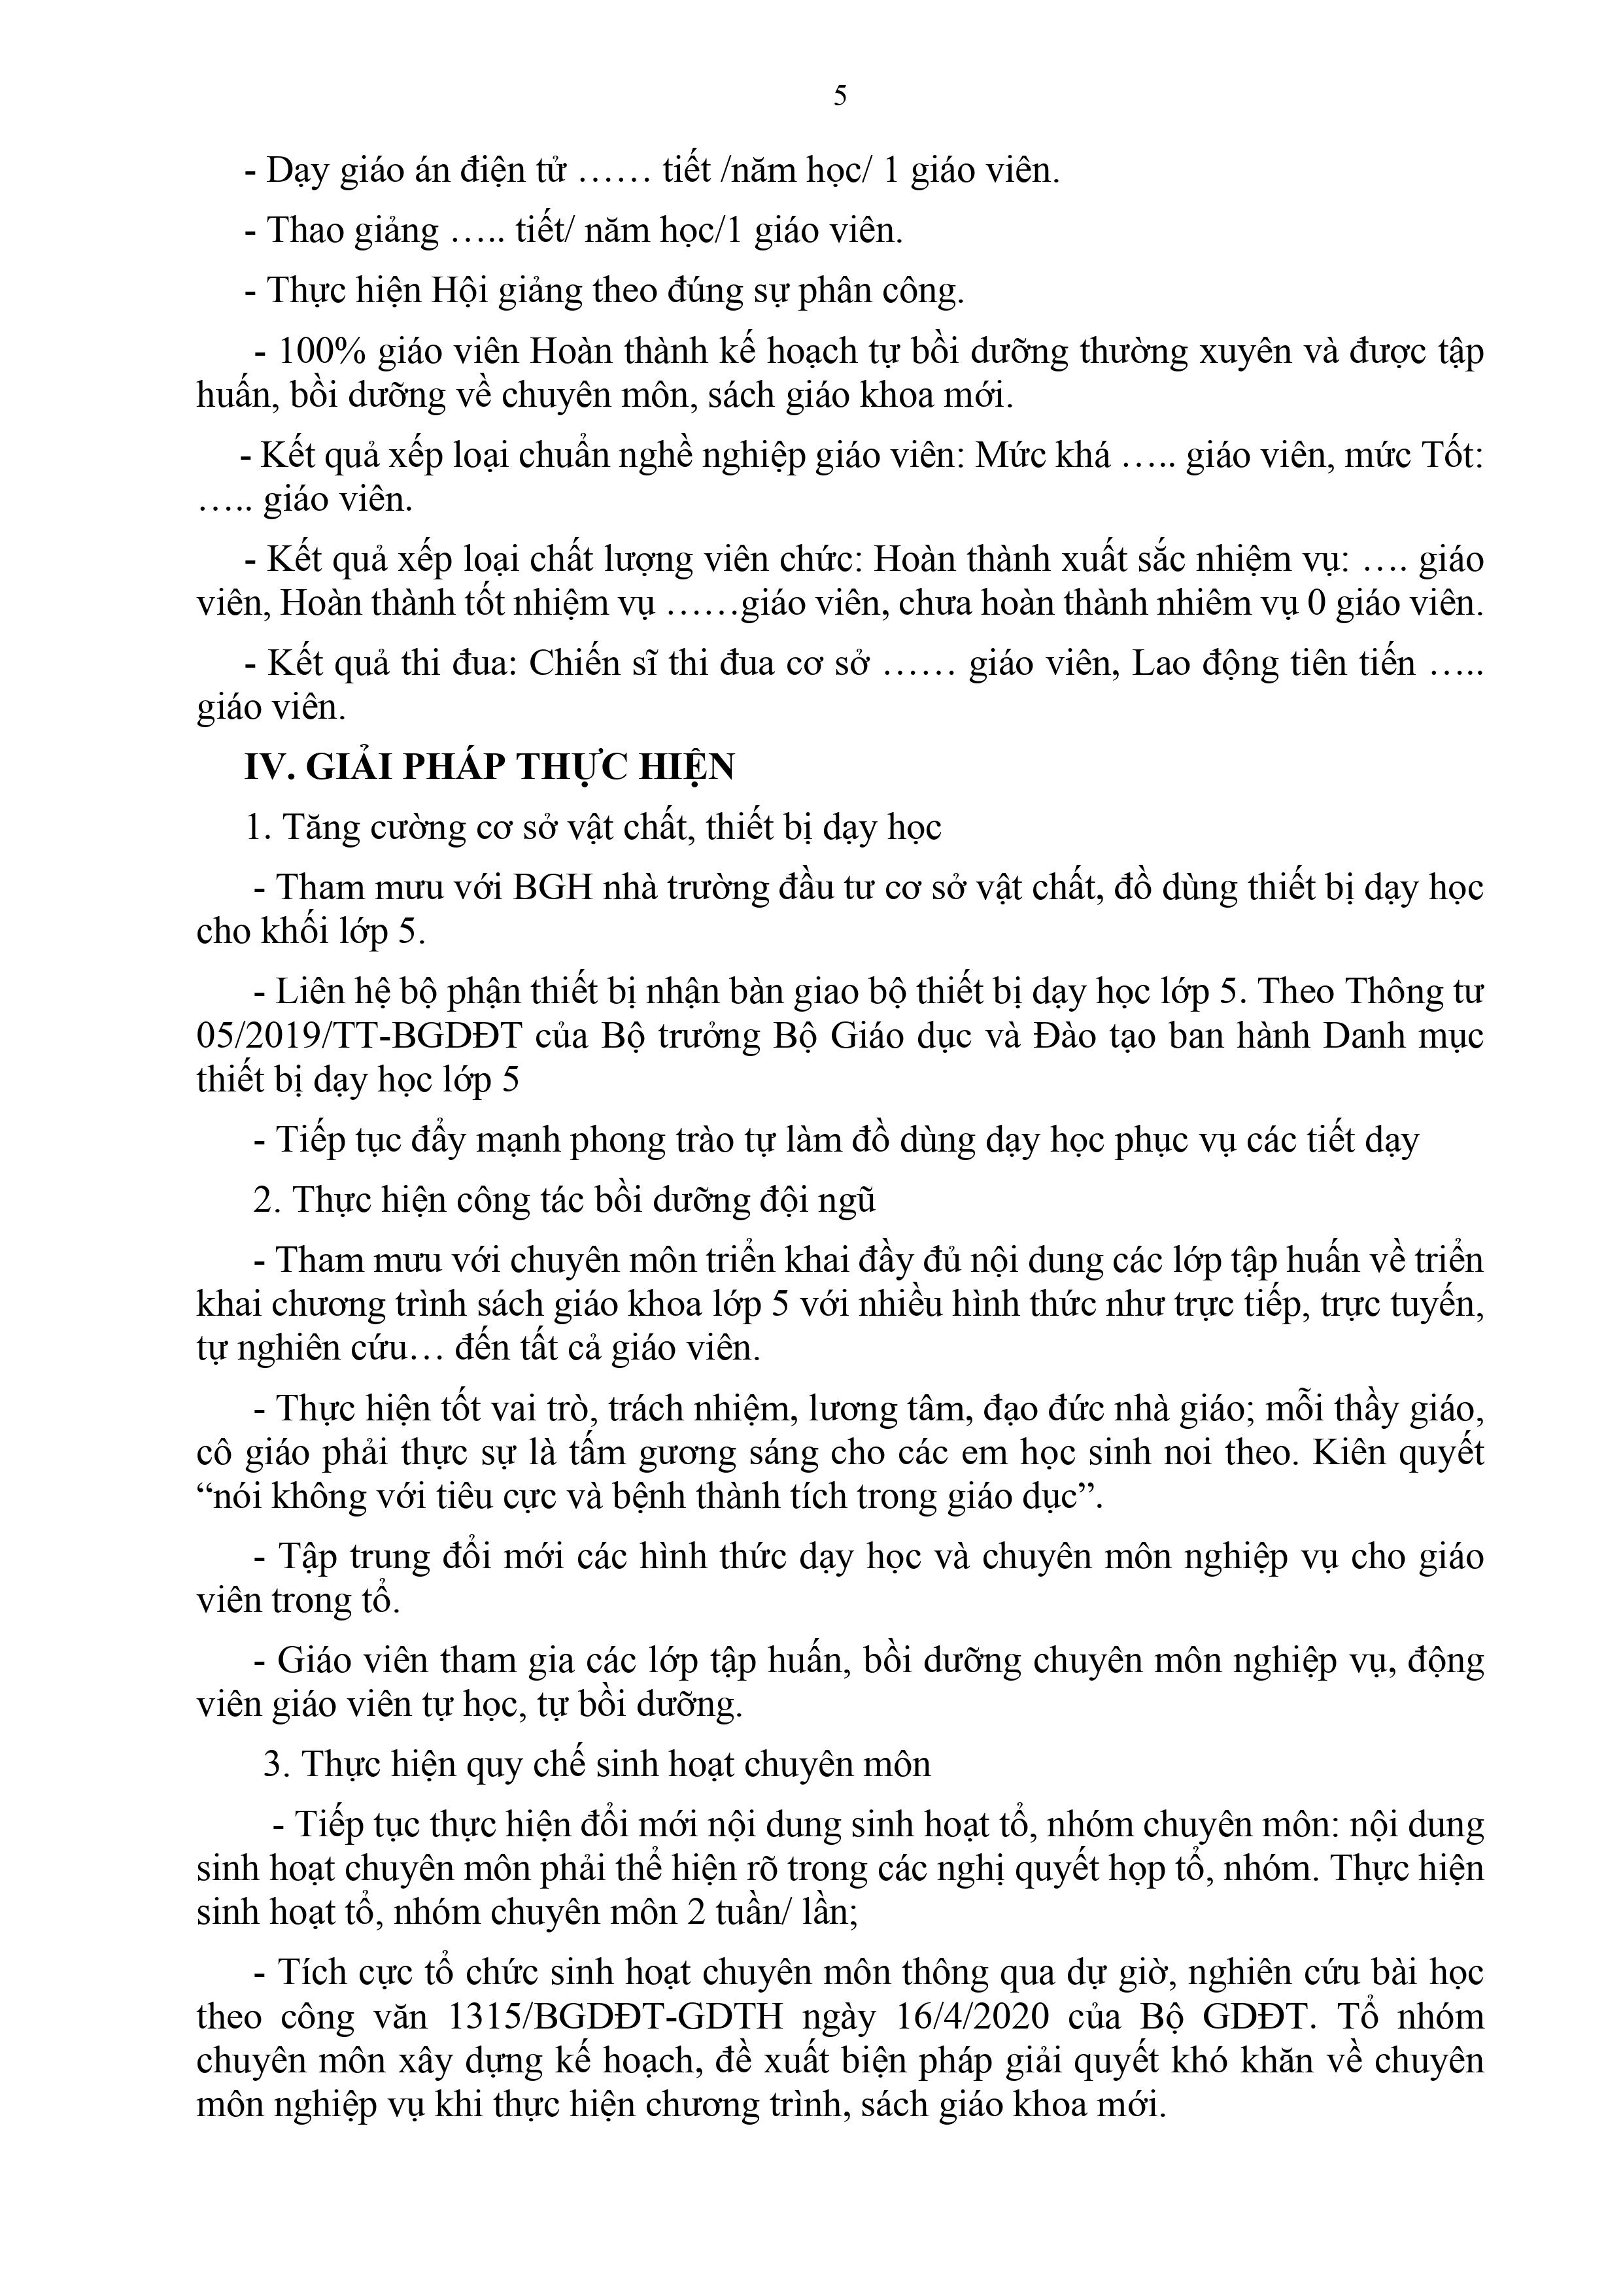 5
- Dạy giáo án điện tử …… tiết /năm học/ 1 giáo viên.
- Thao giảng ….. tiết/ năm học/1 giáo viên.
- Thực hiện Hội giảng theo đúng sự phân công.
- 100% giáo viên Hoàn thành kế hoạch tự bồi dưỡng thường xuyên và được tập
huấn, bồi dưỡng về chuyên môn, sách giáo khoa mới.
- Kết quả xếp loại chuẩn nghề nghiệp giáo viên: Mức khá ….. giáo viên, mức Tốt:
….. giáo viên.
- Kết quả xếp loại chất lượng viên chức: Hoàn thành xuất sắc nhiệm vụ: …. giáo
viên, Hoàn thành tốt nhiệm vụ ……giáo viên, chưa hoàn thành nhiêm vụ 0 giáo viên.
- Kết quả thi đua: Chiến sĩ thi đua cơ sở …… giáo viên, Lao động tiên tiến …..
giáo viên.
IV. GIẢI PHÁP THỰC HIỆN
1. Tăng cường cơ sở vật chất, thiết bị dạy học
- Tham mưu với BGH nhà trường đầu tư cơ sở vật chất, đồ dùng thiết bị dạy học
cho khối lớp 5.
- Liên hệ bộ phận thiết bị nhận bàn giao bộ thiết bị dạy học lớp 5. Theo Thông tư
05/2019/TT-BGDĐT của Bộ trưởng Bộ Giáo dục và Đào tạo ban hành Danh mục
thiết bị dạy học lớp 5
- Tiếp tục đẩy mạnh phong trào tự làm đồ dùng dạy học phục vụ các tiết dạy
2. Thực hiện công tác bồi dưỡng đội ngũ
- Tham mưu với chuyên môn triển khai đầy đủ nội dung các lớp tập huấn về triển
khai chương trình sách giáo khoa lớp 5 với nhiều hình thức như trực tiếp, trực tuyến,
tự nghiên cứu… đến tất cả giáo viên.
- Thực hiện tốt vai trò, trách nhiệm, lương tâm, đạo đức nhà giáo; mỗi thầy giáo,
cô giáo phải thực sự là tấm gương sáng cho các em học sinh noi theo. Kiên quyết
“nói không với tiêu cực và bệnh thành tích trong giáo dục”.
- Tập trung đổi mới các hình thức dạy học và chuyên môn nghiệp vụ cho giáo
viên trong tổ.
- Giáo viên tham gia các lớp tập huấn, bồi dưỡng chuyên môn nghiệp vụ, động
viên giáo viên tự học, tự bồi dưỡng.
3. Thực hiện quy chế sinh hoạt chuyên môn
- Tiếp tục thực hiện đổi mới nội dung sinh hoạt tổ, nhóm chuyên môn: nội dung
sinh hoạt chuyên môn phải thể hiện rõ trong các nghị quyết họp tổ, nhóm. Thực hiện
sinh hoạt tổ, nhóm chuyên môn 2 tuần/ lần;
- Tích cực tổ chức sinh hoạt chuyên môn thông qua dự giờ, nghiên cứu bài học
theo công văn 1315/BGDĐT-GDTH ngày 16/4/2020 của Bộ GDĐT. Tổ nhóm
chuyên môn xây dựng kế hoạch, đề xuất biện pháp giải quyết khó khăn về chuyên
môn nghiệp vụ khi thực hiện chương trình, sách giáo khoa mới.